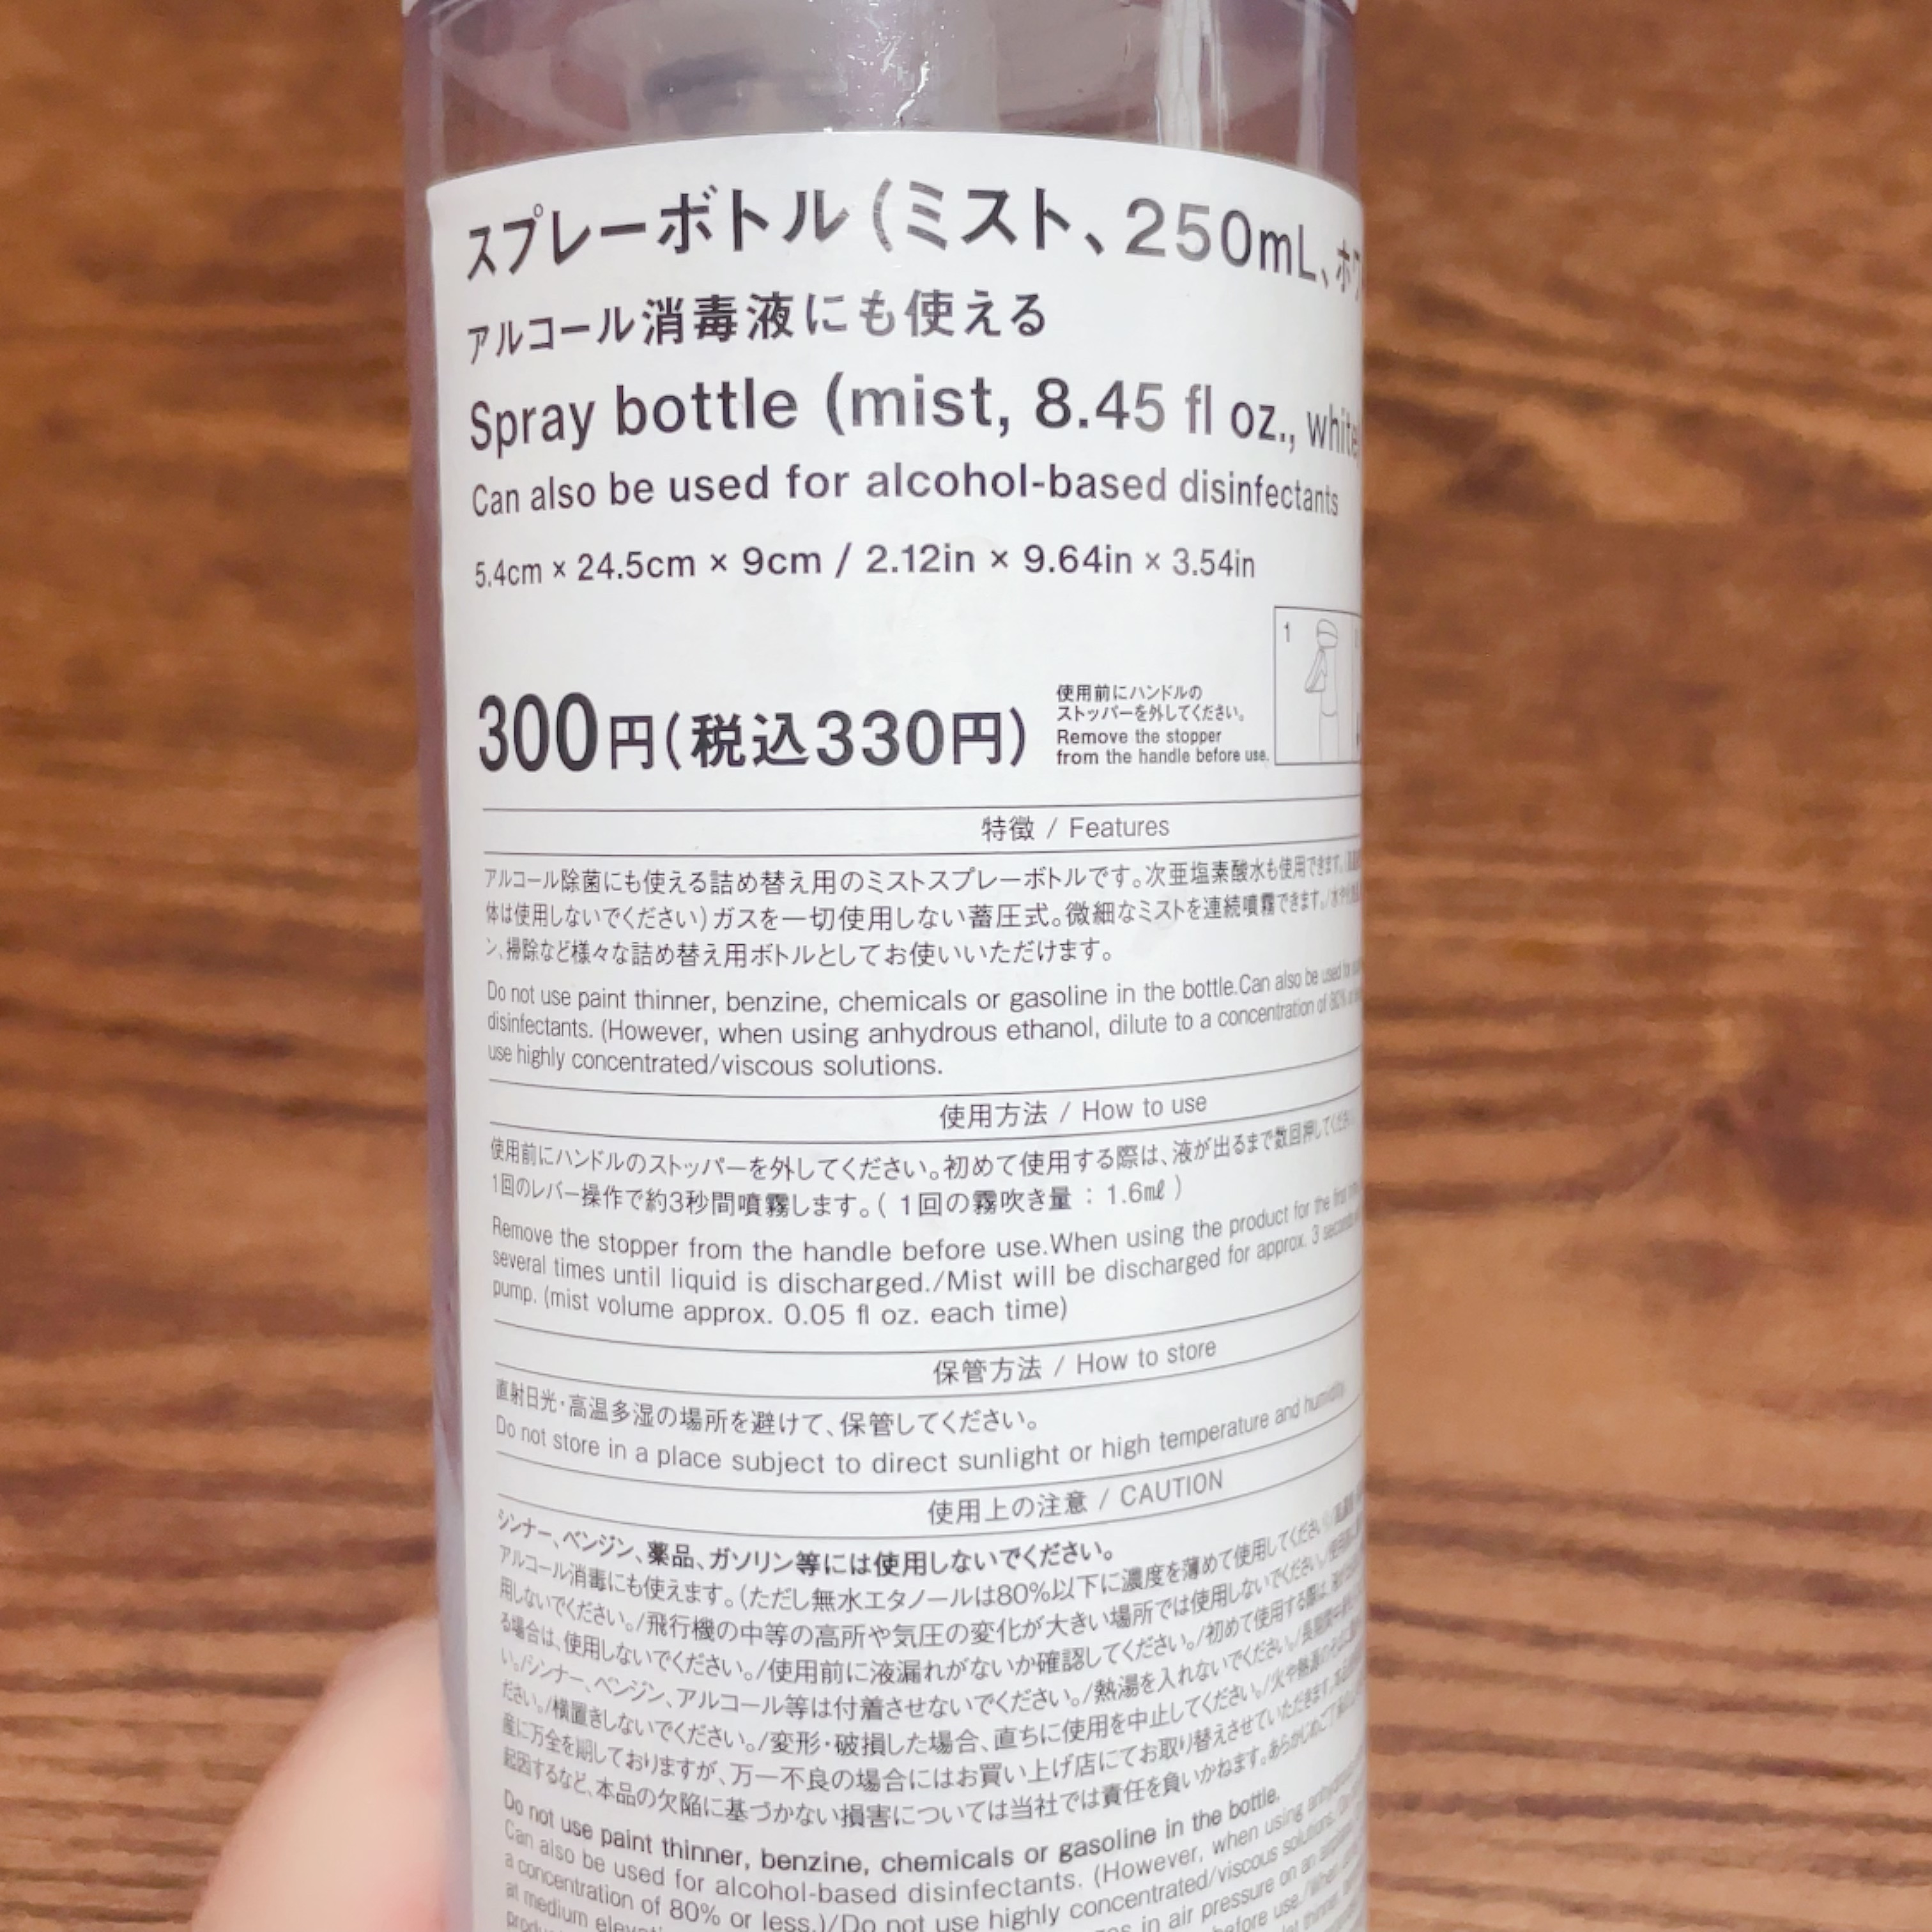 スプレーボトル(ミスト、250mL、ホワ
アルコール消毒液にも使える
Spray bottle (mist, 8.45 fl oz., white
Can also be used for alcohol-based disinfectants
5.4cm × 24.5cm × 9cm / 2.12in × 9.64in × 3.54in
300円(税込330円)
使用前にハンドルの
ストッパーを外してください。
Remove the stopper
from the handle before use.
1
特徴 / Features
アルコール除菌にも使える詰め替え用のミストスプレーボトルです。次亜塩素酸水も使用できます。
体は使用しないでください)ガスを一切使用しない蓄圧式。微細なミストを連続噴霧できます。
ン、掃除など様々な詰め替え用ボトルとしてお使いいただけます。
Do not use paint thinner, benzine, chemicals or gasoline in the bottle.Can also be used for
disinfectants. (However, when using anhydrous ethanol, dilute to a concentration of 80%
use highly concentrated/viscous solutions.
使用方法 / How to use
使用前にハンドルのストッパーを外してください。初めて使用する際は、液が出るまで数回押してください
1回のレバー操作で約3秒間噴霧します。( 1回の霧吹き量 : 1.6㎖ )
Remove the stopper from the handle before use.When using the product for the first
several times until liquid is discharged./Mist will be discharged for approx. 3 seconds
pump. (mist volume approx. 0.05 fl oz. each time)
保管方法 / How to store
直射日光・高温多湿の場所を避けて、保管してください。
Do not store in a place subject to direct sunlight or high temperature and humidity.
使用上の注意 / CAUTION
シンナー、ベンジン、薬品、ガソリン等には使用しないでください。
アルコール消毒にも使えます。(ただし無水エタノールは80%以下に濃度を薄めて使用してください
用しないでください。/飛行機の中等の高所や気圧の変化が大きい場所では使用しないでください。
る場合は、使用しないでください。/使用前に液漏れがないか確認してください。/初めて使用する際は、
い。/シンナー、ベンジン、アルコール等は付着させないでください。/熱湯を入れないでください。
ださい。/横置きしないでください。/変形・破損した場合、直ちに使用を中止してください。/火や熱
産に万全を期しておりますが、万一不良の場合にはお買い上げ店にてお取り替えさせていただきます。
起因するなど、本品の欠陥に基づかない損害については当社では責任を負いかねます。あらかじめご了
Do not use paint thinner, benzine, chemicals or gasoline in the bottle.
Can also be used for alcohol-based disinfectants. (However, when using
a concentration of 80% or less.)/Do not use highly concentrated/viscous solutions.
at medium in air pressure on an
before use./When